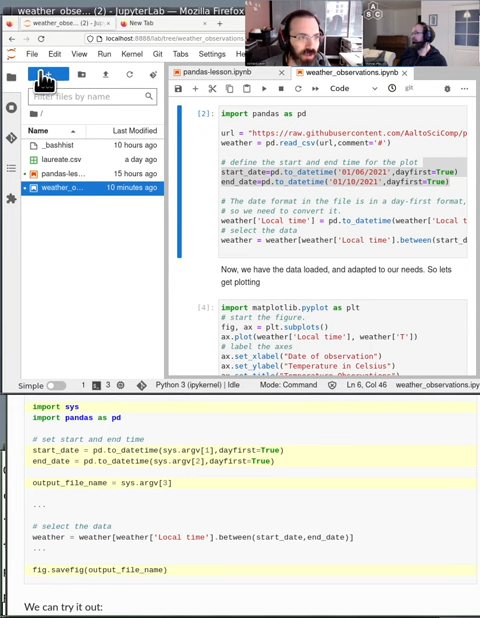 weather_obse… (2) - JupyterLab — Mozilla Firefox
weather_obse… (2) - Jup
New Tab
localhost:8888/lab/tree/weather_observations.
File Edit View Run Kernel Git Tabs
Filter files by name
/
Name Last Modified
_bashhist 10 hours ago
laureate.csv a day ago
pandas-les… 15 hours ago
weather_o… 10 minutes ago
pandas-lesson.ipynb
weather_observations.ipynb
Code git
[2]: import pandas as pd
url = "https://raw.githubusercontent.com/AaltoSciComp/p
weather = pd.read_csv(url,comment='#')
# define the start and end time for the plot
start_date=pd.to_datetime('01/06/2021',dayfirst=True)
end_date=pd.to_datetime('01/10/2021',dayfirst=True)
# The date format in the file is in a day-first format,
# so we need to convert it.
weather['Local time'] = pd.to_datetime(weather['Local t
# select the data
weather = weather[weather['Local time'].between(start_d
Now, we have the data loaded, and adapted to our needs. So lets
get plotting
[4]: import matplotlib.pyplot as plt
# start the figure.
fig, ax = plt.subplots()
ax.plot(weather['Local time'], weather['T'])
# label the axes
ax.set_xlabel("Date of observation")
ax.set_ylabel("Temperature in Celsius")
Simple 1 3 Python 3 (ipykernel) | Idle Mode: Command Ln 6, Col 46 weather_observations.ipy
import sys
import pandas as pd
# set start and end time
start_date = pd.to_datetime(sys.argv[1],dayfirst=True)
end_date = pd.to_datetime(sys.argv[2],dayfirst=True)
output_file_name = sys.argv[3]
...
# select the data
weather = weather[weather['Local time'].between(start_date,end_date)]
...
fig.savefig(output_file_name)
We can try it out: